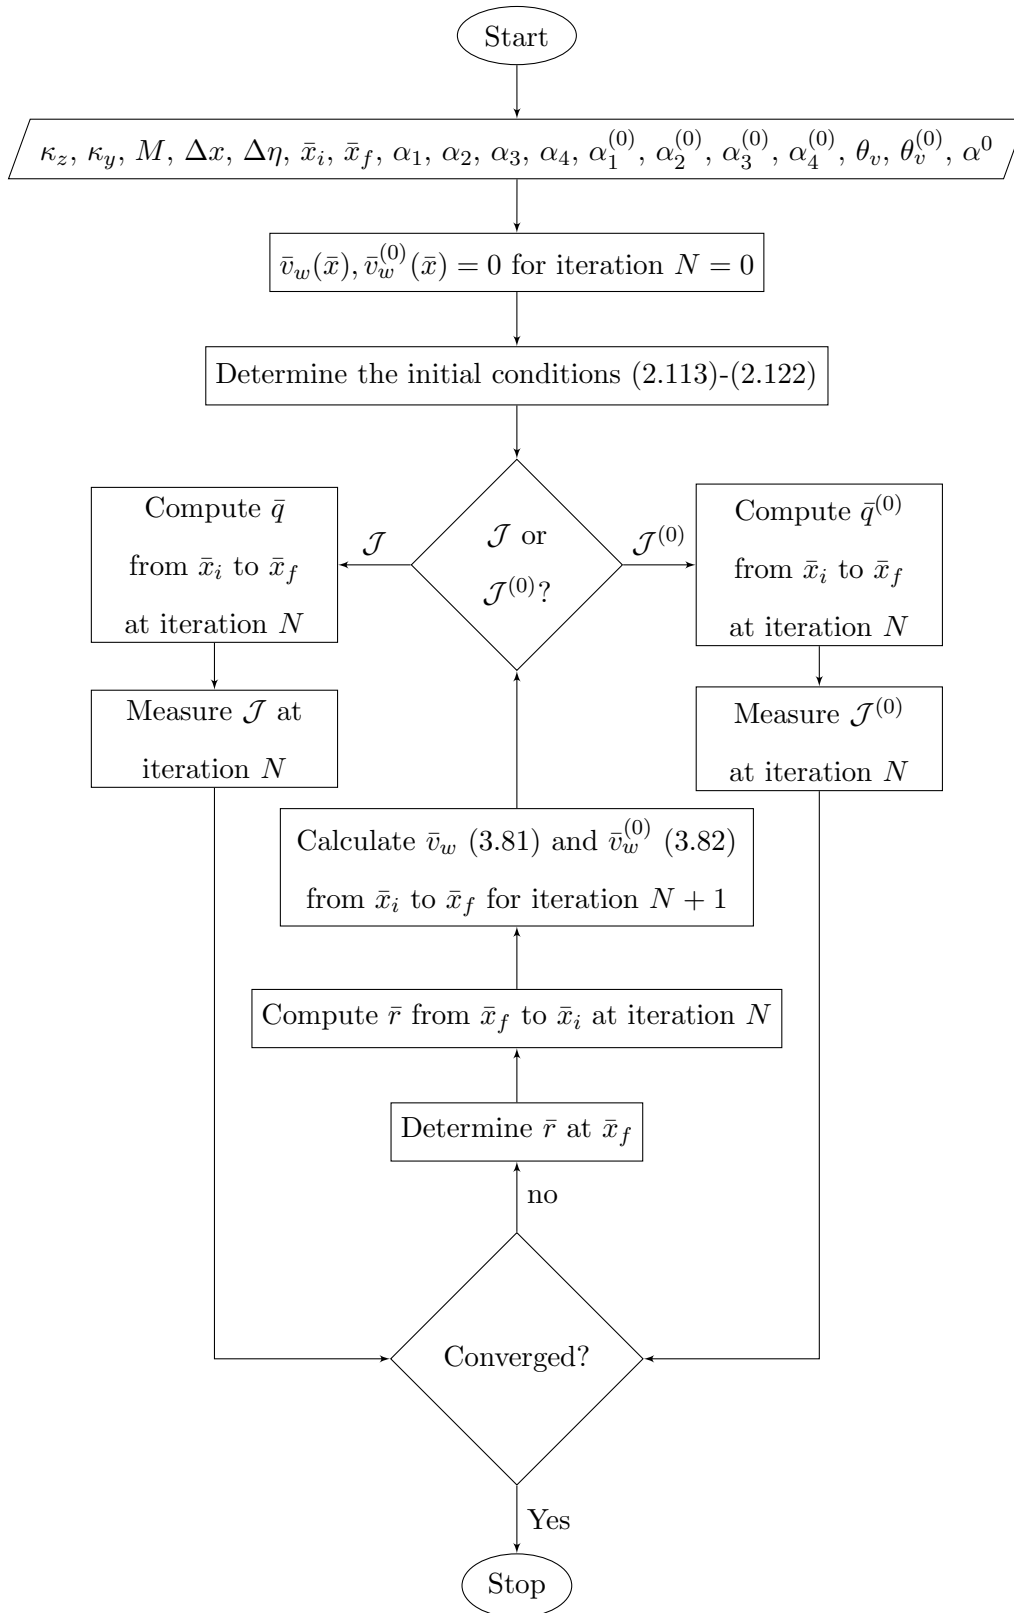 Start
κ_z, κ_y, M, Δx, Δη, x̄_i, x̄_f, α_1, α_2, α_3, α_4, α_1^(0), α_2^(0), α_3^(0), α_4^(0), θ_v, θ_v^(0), α^0
v̄_w(x̄), v̄_w^(0)(x̄) = 0 for iteration N = 0
Determine the initial conditions (2.113)-(2.122)
Compute q̄
from x̄_i to x̄_f
at iteration N
𝒥
𝒥 or
𝒥^(0)?
𝒥^(0)
Compute q̄^(0)
from x̄_i to x̄_f
at iteration N
Measure 𝒥 at
iteration N
Measure 𝒥^(0)
at iteration N
Calculate v̄_w (3.81) and v̄_w^(0) (3.82)
from x̄_i to x̄_f for iteration N + 1
Compute r̄ from x̄_f to x̄_i at iteration N
Determine r̄ at x̄_f
no
Converged?
Yes
Stop